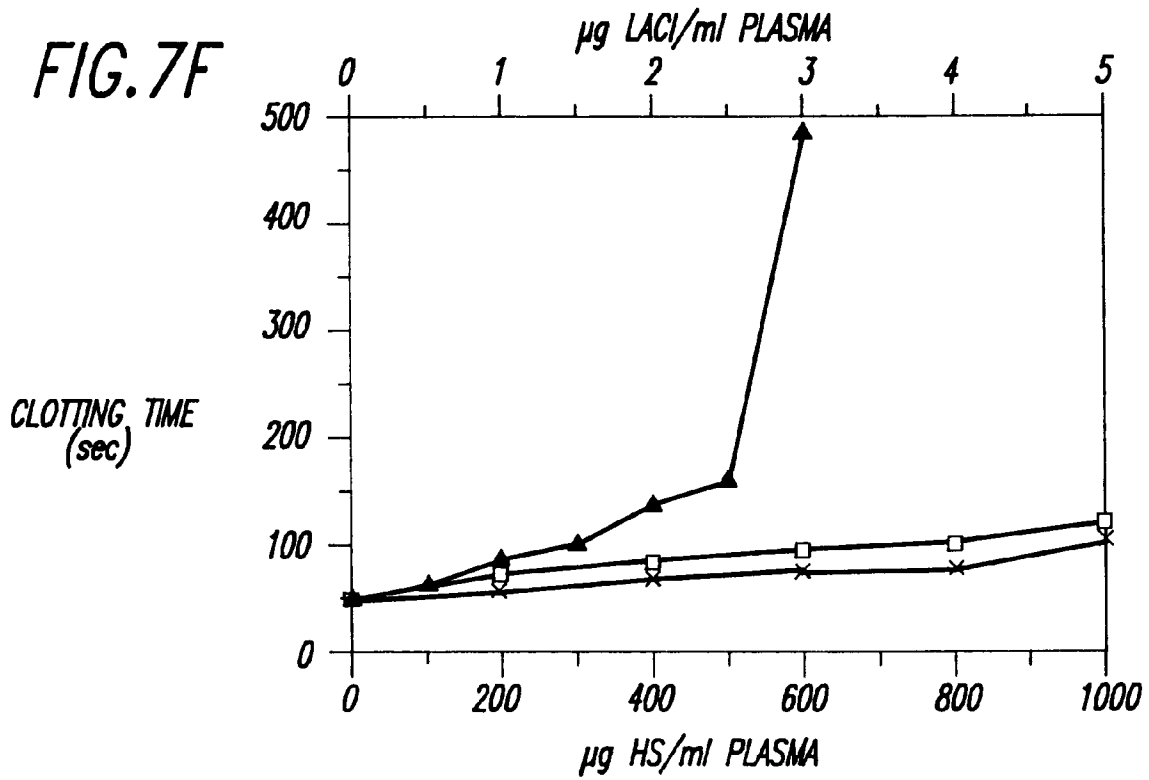 FIG. 7F
µg LACI/ml PLASMA
0 1 2 3 4 5
500
400
300
200
100
0
CLOTTING TIME
(sec)
0 200 400 600 800 1000
µg HS/ml PLASMA